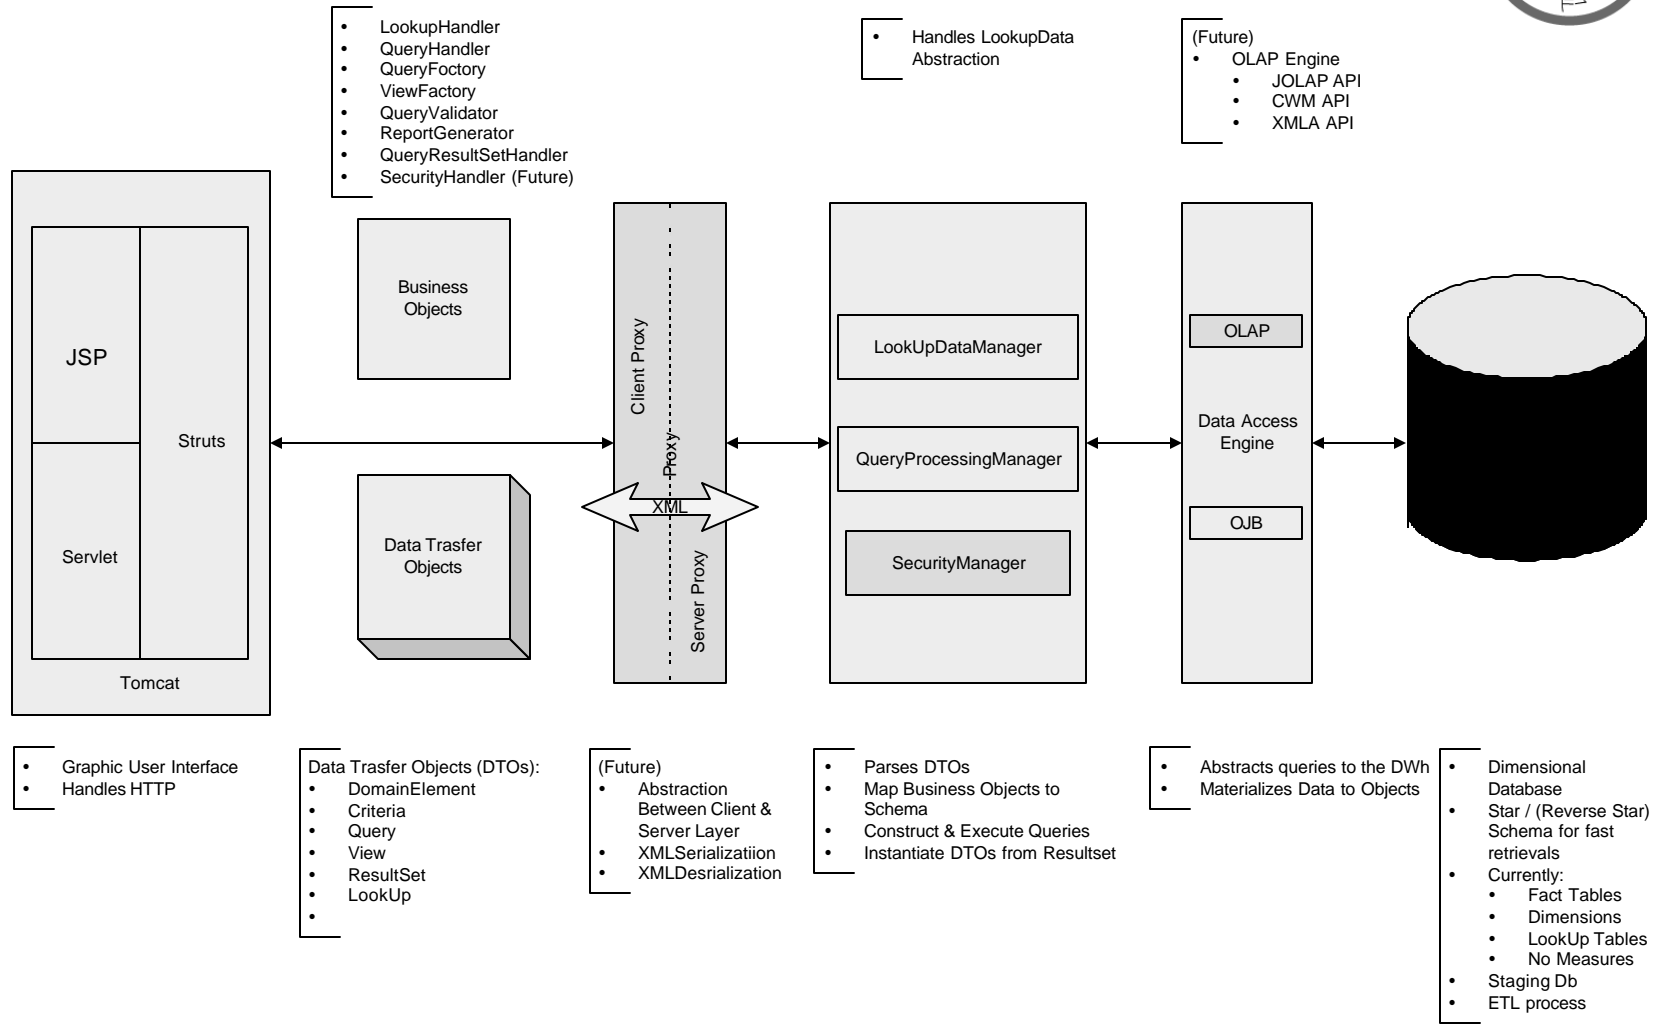 • LookupHandler
• QueryHandler
• QueryFoctory
• ViewFactory
• QueryValidator
• ReportGenerator
• QueryResultSetHandler
• SecurityHandler (Future)
• Handles LookupData
Abstraction
(Future)
• OLAP Engine
• JOLAP API
• CWM API
• XMLA API
JSP
Struts
Servlet
Tomcat
Business
Objects
Data Trasfer
Objects
Client Proxy
Proxy
XML
Server Proxy
LookUpDataManager
QueryProcessingManager
SecurityManager
OLAP
Data Access
Engine
OJB
• Graphic User Interface
• Handles HTTP
Data Trasfer Objects (DTOs):
• DomainElement
• Criteria
• Query
• View
• ResultSet
• LookUp
•
(Future)
• Abstraction
Between Client &
Server Layer
• XMLSerializatiion
• XMLDesrialization
• Parses DTOs
• Map Business Objects to
Schema
• Construct & Execute Queries
• Instantiate DTOs from Resultset
• Abstracts queries to the DWh
• Materializes Data to Objects
• Dimensional
Database
• Star / (Reverse Star)
Schema for fast
retrievals
• Currently:
• Fact Tables
• Dimensions
• LookUp Tables
• No Measures
• Staging Db
• ETL process